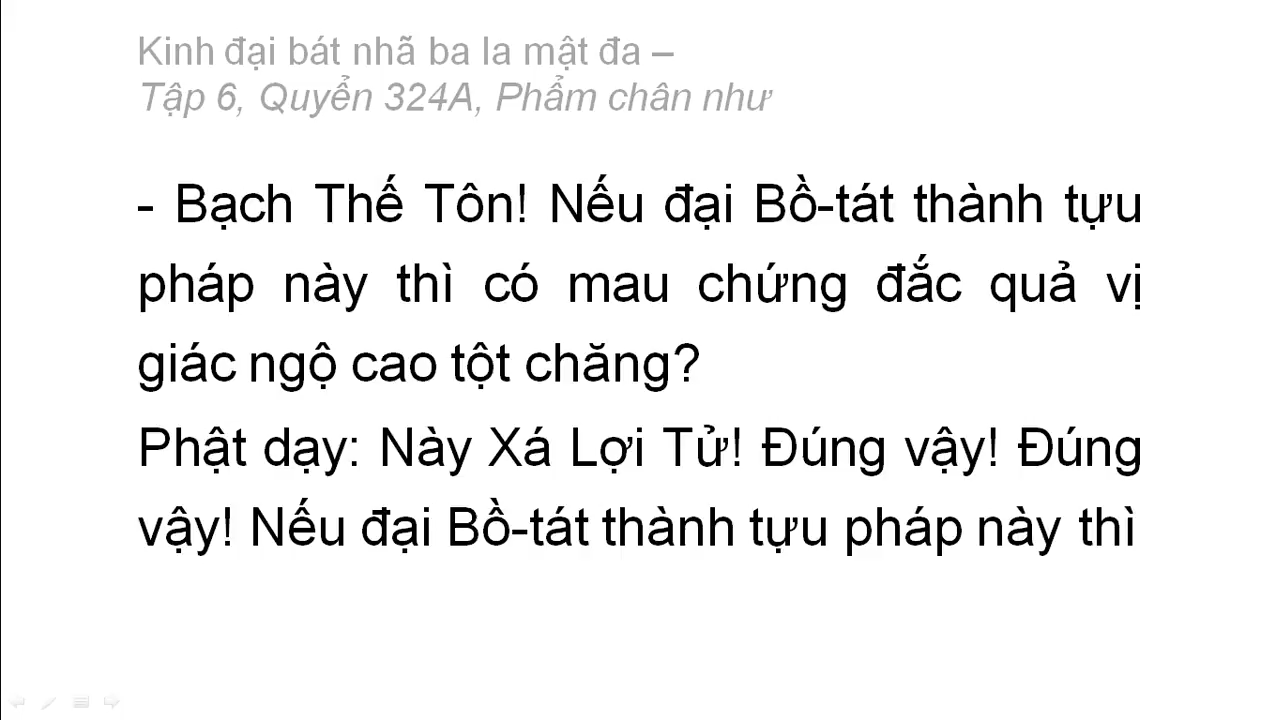 Kinh đại bát nhã ba la mật đa –
Tập 6, Quyển 324A, Phẩm chân như
- Bạch Thế Tôn! Nếu đại Bồ-tát thành tựu
pháp này thì có mau chứng đắc quả vị
giác ngộ cao tột chăng?
Phật dạy: Này Xá Lợi Tử! Đúng vậy! Đúng
vậy! Nếu đại Bồ-tát thành tựu pháp này thì